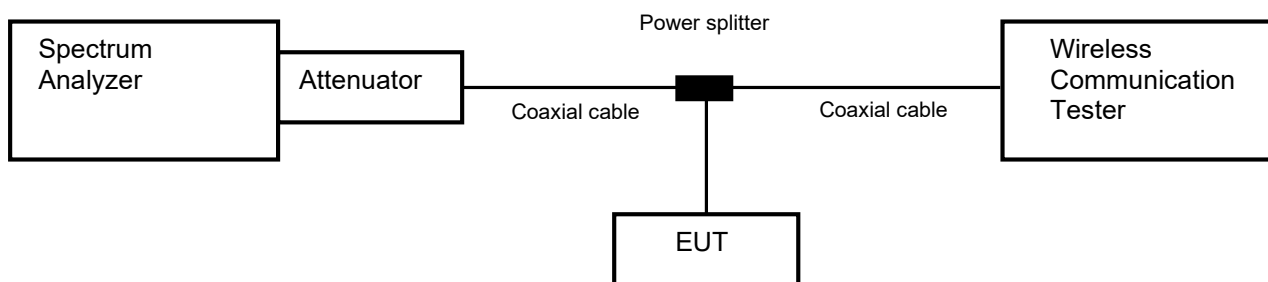 Power splitter
Spectrum
Analyzer
Attenuator
Wireless
Communication
Tester
Coaxial cable
Coaxial cable
EUT